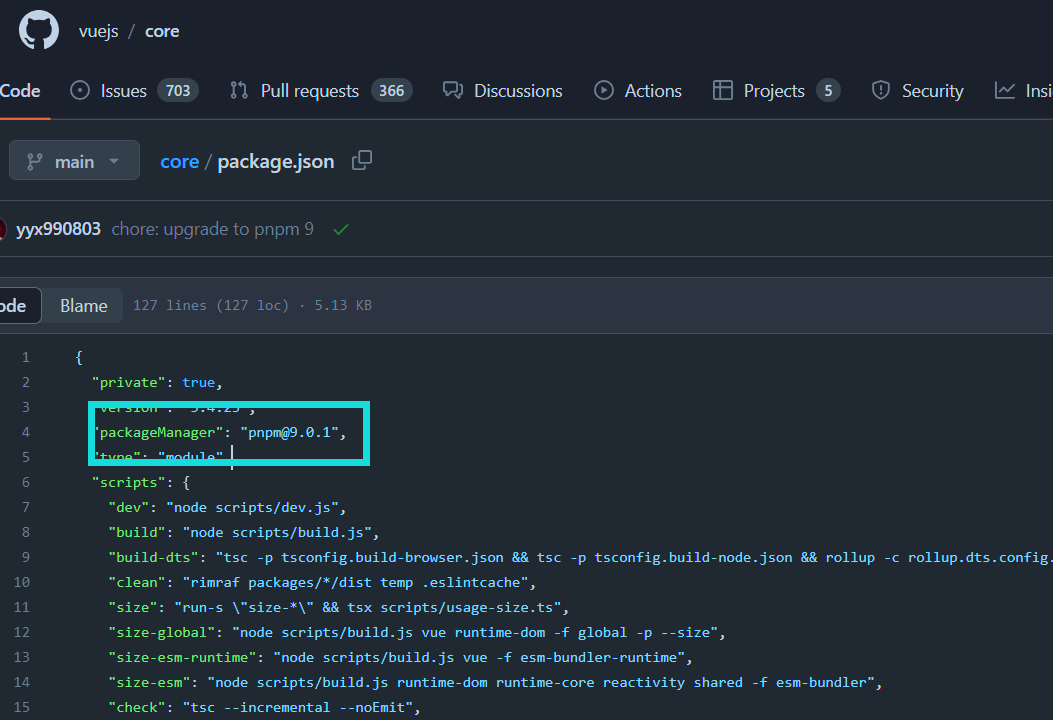 vuejs / core
Code Issues 703 Pull requests 366 Discussions Actions Projects 5 Security Insi
main core / package.json
yyx990803 chore: upgrade to pnpm 9
ode Blame 127 lines (127 loc) · 5.13 KB
1 {
2 "private": true,
3 "version": "3.4.23",
4 "packageManager": "pnpm@9.0.1",
5 "type": "module"
6 "scripts": {
7 "dev": "node scripts/dev.js",
8 "build": "node scripts/build.js",
9 "build-dts": "tsc -p tsconfig.build-browser.json && tsc -p tsconfig.build-node.json && rollup -c rollup.dts.config.
10 "clean": "rimraf packages/*/dist temp .eslintcache",
11 "size": "run-s \"size-*\" && tsx scripts/usage-size.ts",
12 "size-global": "node scripts/build.js vue runtime-dom -f global -p --size",
13 "size-esm-runtime": "node scripts/build.js vue -f esm-bundler-runtime",
14 "size-esm": "node scripts/build.js runtime-dom runtime-core reactivity shared -f esm-bundler",
15 "check": "tsc --incremental --noEmit",